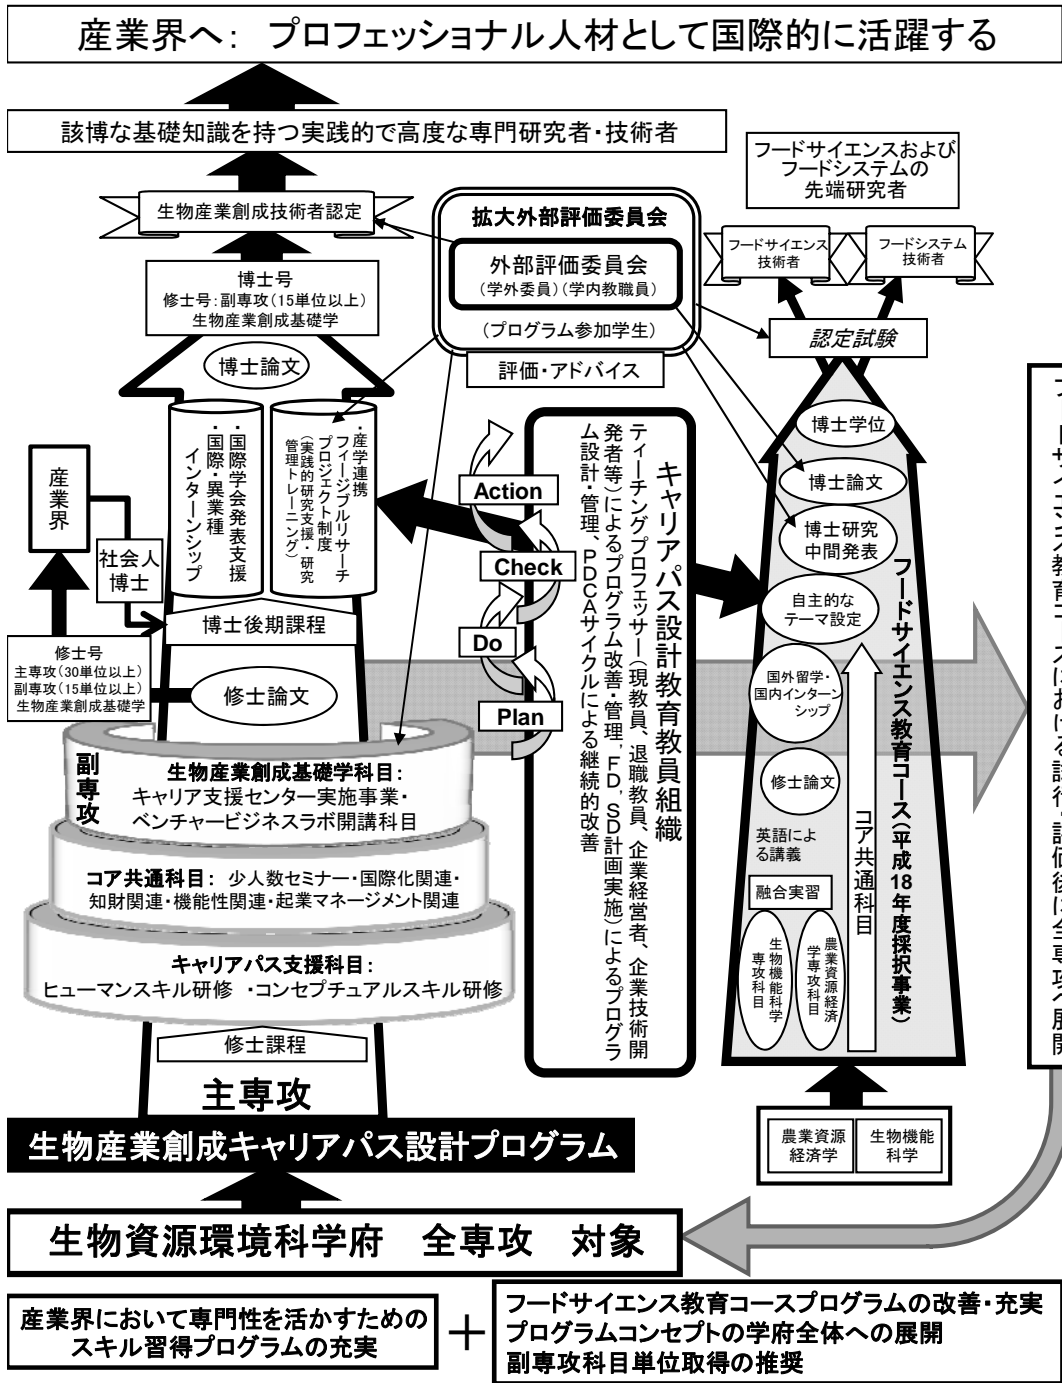 産業界へ： プロフェッショナル人材として国際的に活躍する
該博な基礎知識を持つ実践的で高度な専門研究者・技術者
生物産業創成技術者認定
博士号
修士号：副専攻（15単位以上）
生物産業創成基礎学
博士論文
・国際学会発表支援
・国際・異業種
インターンシップ
・産学連携
フィージブルリサーチ
プロジェクト制度
（実践的研究支援・研究
管理トレーニング）
産業界
社会人
博士
博士後期課程
修士号
主専攻（30単位以上）
副専攻（15単位以上）
生物産業創成基礎学
修士論文
副専攻
生物産業創成基礎学科目：
キャリア支援センター実施事業・
ベンチャービジネスラボ開講科目
コア共通科目： 少人数セミナー・国際化関連・
知財関連・機能性関連・起業マネージメント関連
キャリアパス支援科目：
ヒューマンスキル研修 ・コンセプチュアルスキル研修
修士課程
主専攻
生物産業創成キャリアパス設計プログラム
生物資源環境科学府 全専攻 対象
拡大外部評価委員会
外部評価委員会
（学外委員）（学内教職員）
（プログラム参加学生）
評価・アドバイス
Action
Check
Do
Plan
キャリアパス設計教育教員組織
ティーチングプロフェッサー（現教員、退職教員、企業経営者、企業技術開
発者等）によるプログラム改善・管理，ＦＤ，ＳＤ計画実施）によるプログラ
ム設計・管理、ＰＤＣＡサイクルによる継続的改善
フードサイエンスおよび
フードシステムの
先端研究者
フードサイエンス
技術者
フードシステム
技術者
認定試験
博士学位
博士論文
博士研究
中間発表
自主的な
テーマ設定
国外留学・
国内インターン
シップ
修士論文
英語によ
る講義
融合実習
生物機能科学
専攻科目
農業資源経済
学専攻科目
コア共通科目
フードサイエンス教育コース（平成18年度採択事業）
農業資源
経済学
生物機能
科学
産業界において専門性を活かすための
スキル習得プログラムの充実
＋
フードサイエンス教育コースプログラムの改善・充実
プログラムコンセプトの学府全体への展開
副専攻科目単位取得の推奨